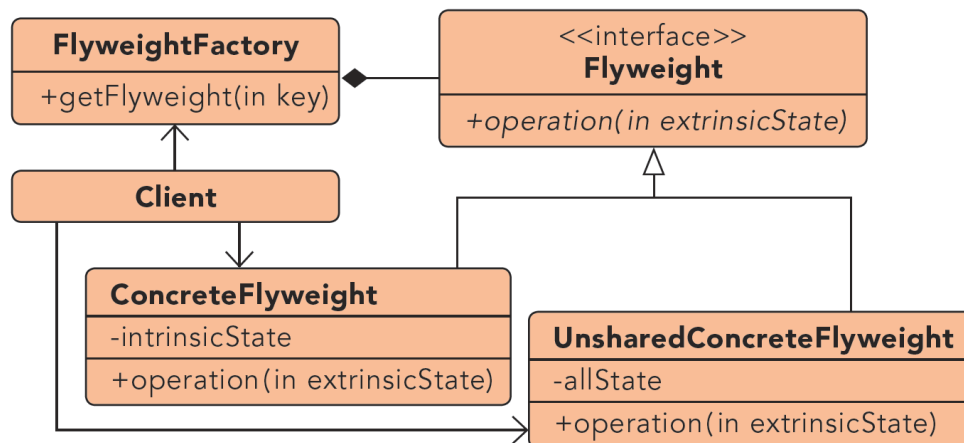 FlyweightFactory
+getFlyweight(in key)
<<interface>>
Flyweight
+operation(in extrinsicState)
Client
ConcreteFlyweight
-intrinsicState
+operation(in extrinsicState)
UnsharedConcreteFlyweight
-allState
+operation(in extrinsicState)